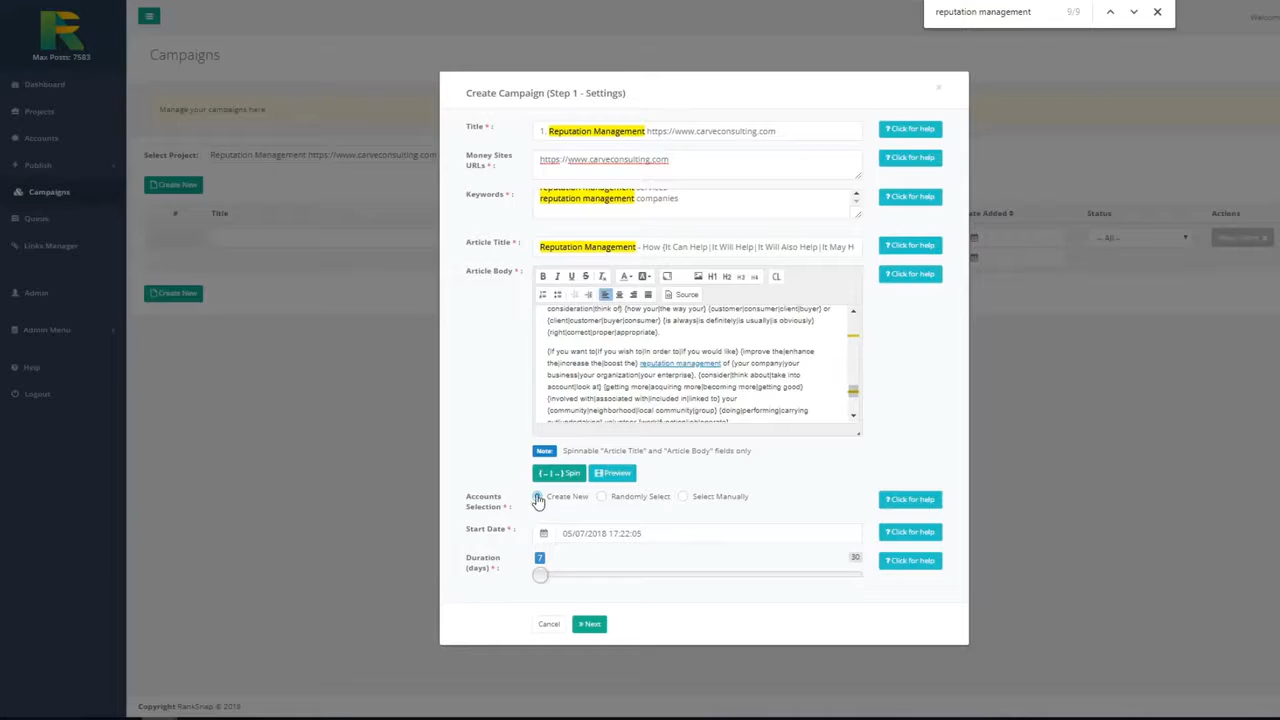 reputation management 9/9
Welcom
Max Posts: 7583
Campaigns
Dashboard
Manage your campaigns here
Projects
Accounts
Select Project: Reputation Management https://www.carveconsulting.com
Publish
Create New
Campaigns
# Title
Date Added Status Actions
Queue
-- All--
Links Manager
Create New
Admin
Admin Menu
Help
Logout
Create Campaign (Step 1 - Settings) ×
Title * : 1. Reputation Management https://www.carveconsulting.com ? Click for help
Money Sites URLs * : https://www.carveconsulting.com ? Click for help
Keywords * : reputation management services
reputation management companies ? Click for help
Article Title * : Reputation Management - How {It Can Help|It Will Help|It Will Also Help|It May H ? Click for help
Article Body * : ? Click for help
B I U S Tx A A H1 H2 H3 H4 CL
Source
consideration|think of} {how your|the way your} {customer|consumer|client|buyer} or
{client|customer|buyer|consumer} {is always|is definitely|is usually|is obviously}
{right|correct|proper|appropriate}.
{If you want to|If you wish to|In order to|If you would like} {improve the|enhance
the|increase the|boost the} reputation management of {your company|your
business|your organization|your enterprise}, {consider|think about|take into
account|look at} {getting more|acquiring more|becoming more|getting good}
{involved with|associated with|included in|linked to} your
{community|neighborhood|local community|group} {doing|performing|carrying
Note: Spinnable "Article Title" and "Article Body" fields only
{..|..} Spin Preview
Accounts Selection * : Create New Randomly Select Select Manually ? Click for help
Start Date * : 05/07/2018 17:22:05 ? Click for help
Duration (days) * : 7 30 ? Click for help
Cancel » Next
Copyright RankSnap © 2018